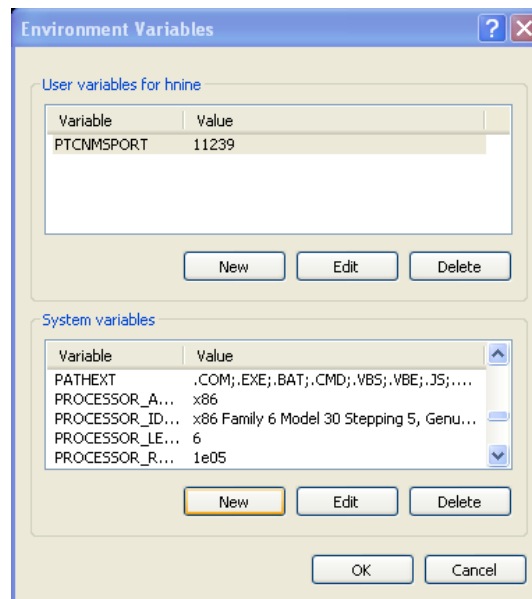 Environment Variables
User variables for hnine
Variable Value
PTCNMSPORT 11239
New Edit Delete
System variables
Variable Value
PATHEXT .COM;.EXE;.BAT;.CMD;.VBS;.VBE;.JS;....
PROCESSOR_A... x86
PROCESSOR_ID... x86 Family 6 Model 30 Stepping 5, Genu...
PROCESSOR_LE... 6
PROCESSOR_R... 1e05
New Edit Delete
OK Cancel